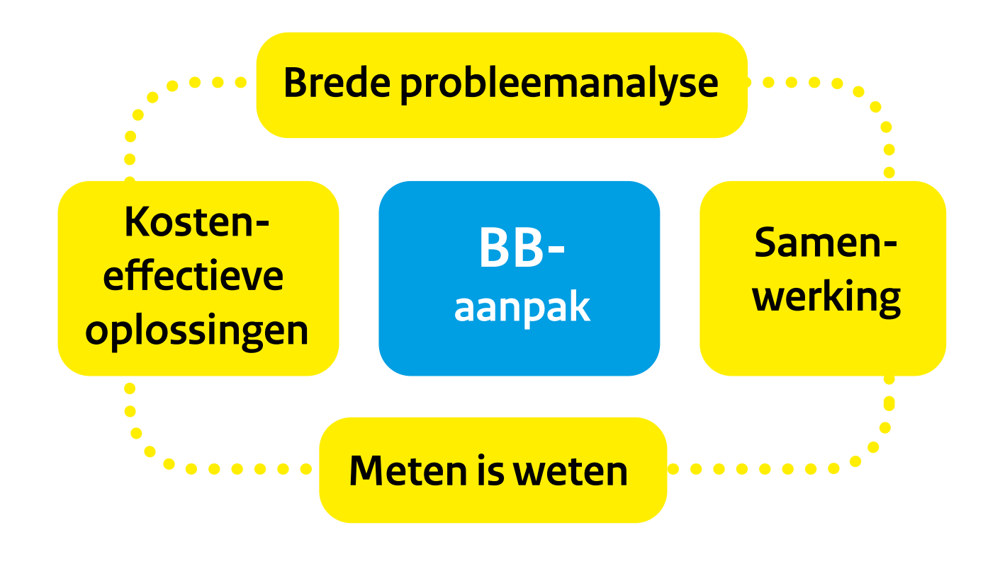 Brede probleemanalyse
Kosten-
effectieve
oplossingen
BB-
aanpak
Samen-
werking
Meten is weten